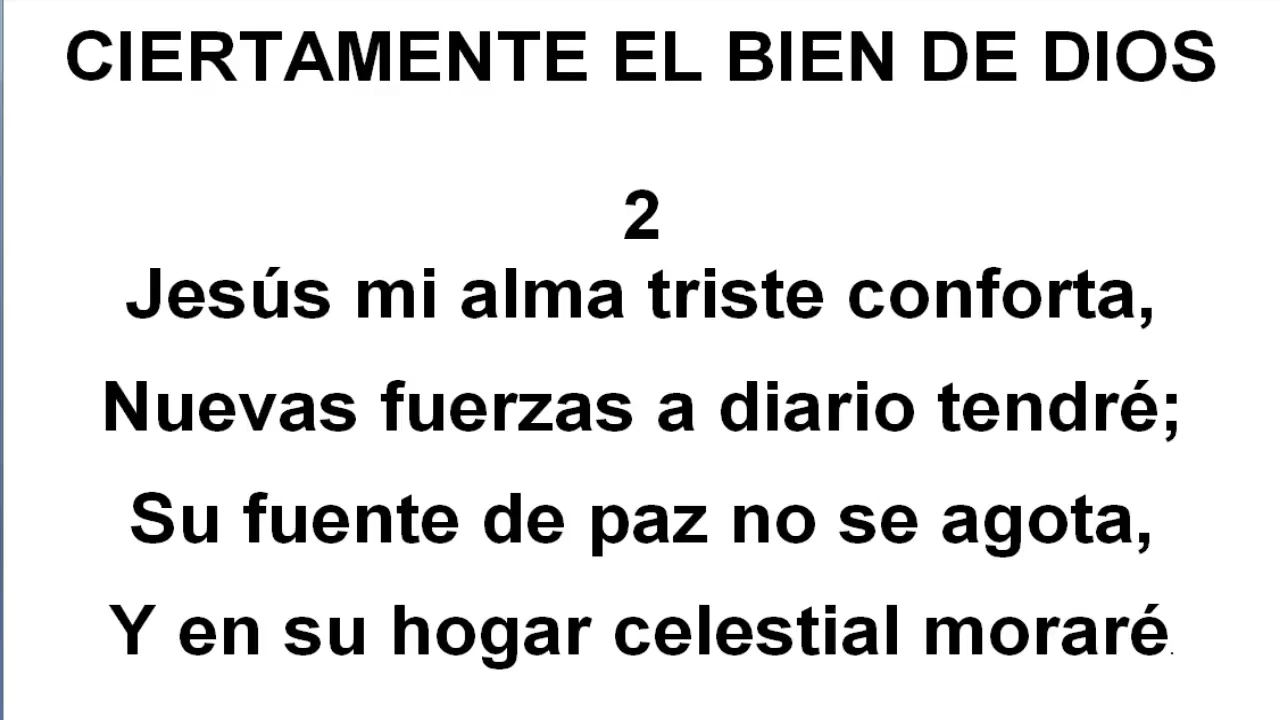 CIERTAMENTE EL BIEN DE DIOS
2
Jesús mi alma triste conforta,
Nuevas fuerzas a diario tendré;
Su fuente de paz no se agota,
Y en su hogar celestial moraré.